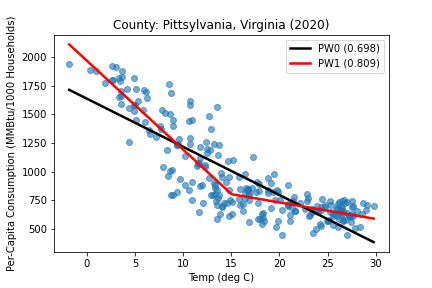 County: Pittsylvania, Virginia (2020)
Per-Capita Consumption (MMBtu/1000 Households)
2000
1750
1500
1250
1000
750
500
PW0 (0.698)
PW1 (0.809)
0 5 10 15 20 25 30
Temp (deg C)